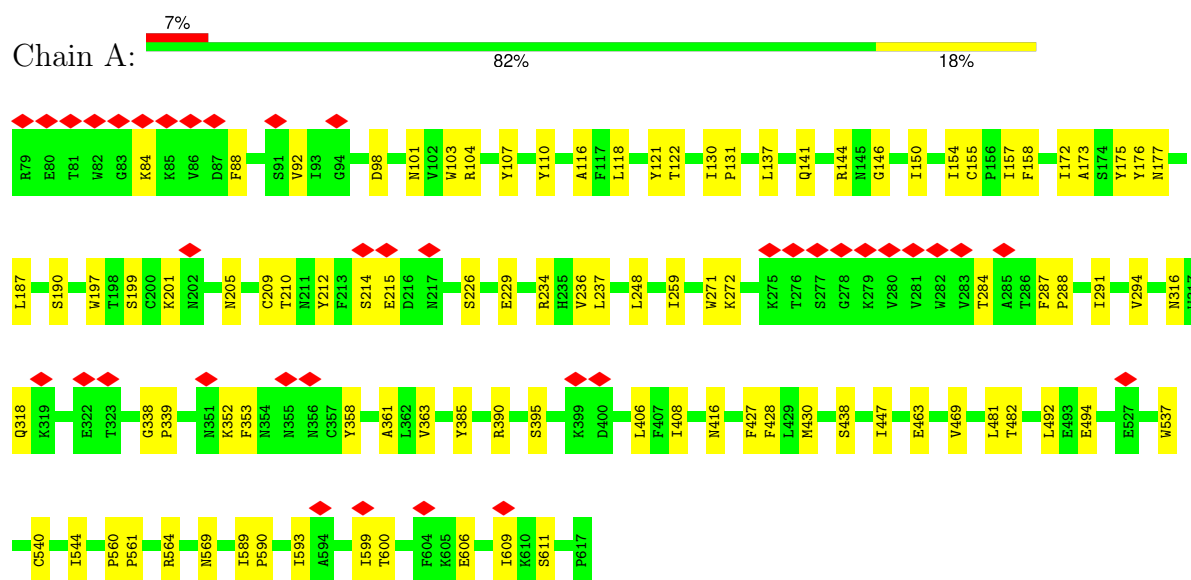 7%
Chain A:
82% 18%
R79 E80 T81 W82 G83 K84 K85 V86 D87 F88 S91 V92 I93 G94 D98 N101 V102 W103 R104 Y107 Y110 A116 F117 L118 Y121 T122 I130 P131 L137 Q141 R144 N145 G146 I150 I154 C155 P156 I157 F158 I172 A173 S174 Y175 Y176 N177
L187 S190 W197 T198 S199 C200 K201 N202 N205 C209 T210 N211 Y212 F213 S214 E215 D216 N217 S226 E229 R234 H235 V236 L237 L248 I259 W271 K272 K275 T276 S277 G278 K279 V280 V281 W282 V283 T284 A285 T286 F287 P288 I291 V294 N316
Q318 K319 E322 T323 G338 P339 N351 K352 F353 N354 N355 N356 C357 Y358 A361 L362 V363 Y385 R390 S395 K399 D400 L406 F407 I408 N416 F427 F428 L429 M430 S438 I447 E463 V469 L481 T482 L492 E493 E494 E527 W537
C540 I544 P560 P561 R564 N569 I589 P590 I593 A594 I599 T600 F604 K605 E606 I609 K610 S611 P617